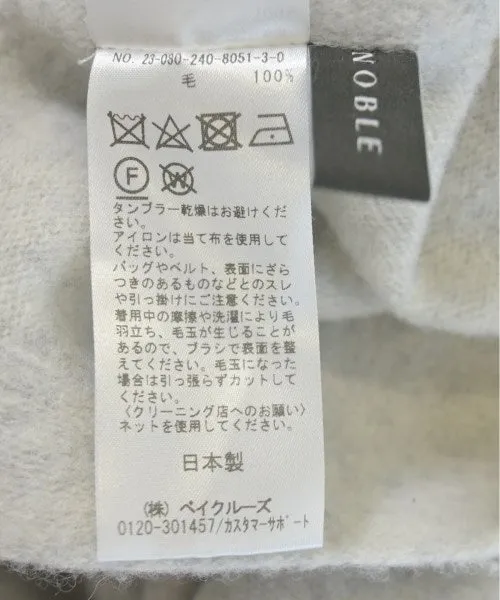 NO. 23-080-240-8051-3-0
毛 100%
F
W
タンブラー乾燥はお避けくだ
さい。
アイロンは当て布を使用して
ください。
バッグやベルト、表面にざら
つきのあるものなどとのスレ
や引っ掛けにご注意ください。
着用中の摩擦や洗濯により毛
羽立ち、毛玉が生じることが
あるので、ブラシで表面を整
えてください。毛玉になった
場合は引っ張らずカットして
ください。
〈クリーニング店へのお願い〉
ネットを使用してください。
日本製
(株) ベイクルーズ
0120-301457/カスタマーサポート
NOBLE